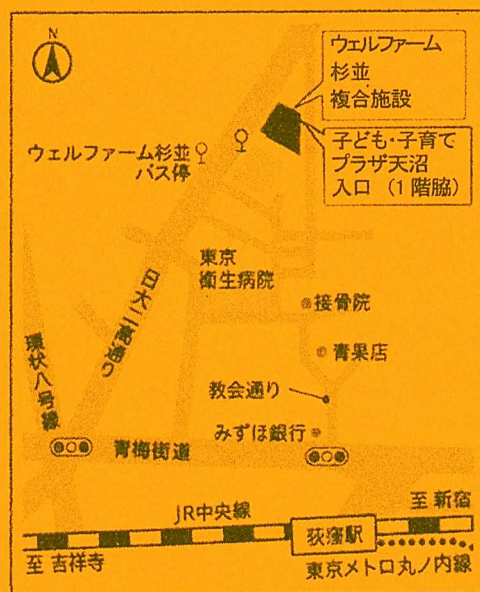 N
ウェルファーム
杉並
複合施設
子ども・子育て
プラザ天沼
入口 (1階脇)
ウェルファーム杉並
バス停
東京
衛生病院
日大二高通り
環状八号線
接骨院
青果店
教会通り
みずほ銀行
青梅街道
至 新宿
JR中央線
荻窪駅
至 吉祥寺
東京メトロ丸ノ内線